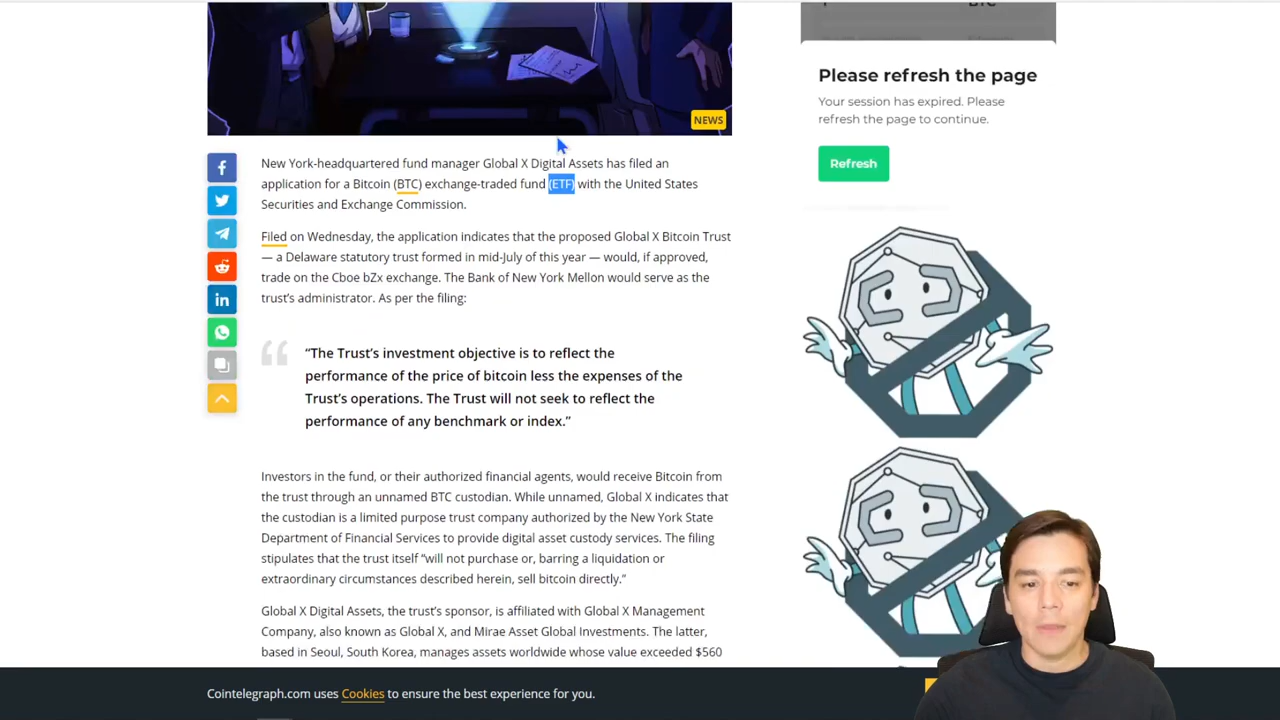 BTC
NEWS
Please refresh the page
Your session has expired. Please
refresh the page to continue.
Refresh
New York-headquartered fund manager Global X Digital Assets has filed an
application for a Bitcoin (BTC) exchange-traded fund (ETF) with the United States
Securities and Exchange Commission.
Filed on Wednesday, the application indicates that the proposed Global X Bitcoin Trust
— a Delaware statutory trust formed in mid-July of this year — would, if approved,
trade on the Cboe bZx exchange. The Bank of New York Mellon would serve as the
trust’s administrator. As per the filing:
“The Trust’s investment objective is to reflect the
performance of the price of bitcoin less the expenses of the
Trust’s operations. The Trust will not seek to reflect the
performance of any benchmark or index.”
Investors in the fund, or their authorized financial agents, would receive Bitcoin from
the trust through an unnamed BTC custodian. While unnamed, Global X indicates that
the custodian is a limited purpose trust company authorized by the New York State
Department of Financial Services to provide digital asset custody services. The filing
stipulates that the trust itself “will not purchase or, barring a liquidation or
extraordinary circumstances described herein, sell bitcoin directly.”
Global X Digital Assets, the trust’s sponsor, is affiliated with Global X Management
Company, also known as Global X, and Mirae Asset Global Investments. The latter,
based in Seoul, South Korea, manages assets worldwide whose value exceeded $560
Cointelegraph.com uses Cookies to ensure the best experience for you.